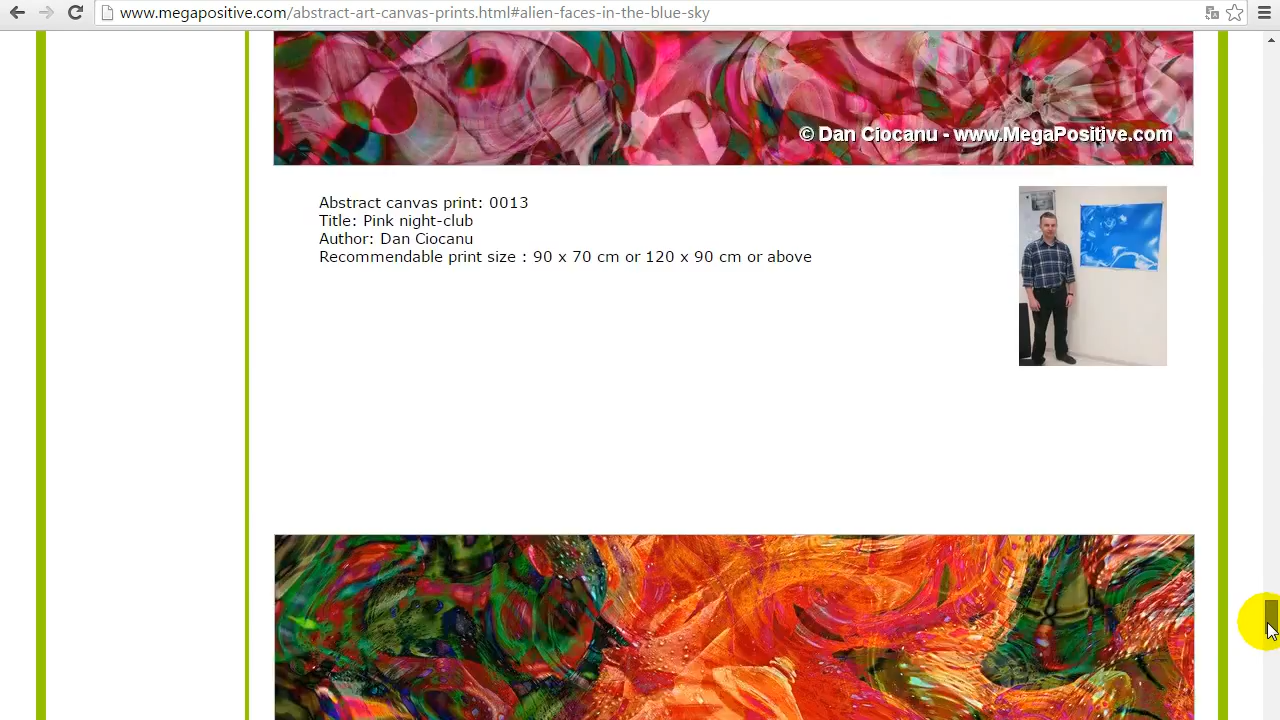 www.megapositive.com/abstract-art-canvas-prints.html#alien-faces-in-the-blue-sky
© Dan Ciocanu - www.MegaPositive.com
Abstract canvas print: 0013
Title: Pink night-club
Author: Dan Ciocanu
Recommendable print size : 90 x 70 cm or 120 x 90 cm or above